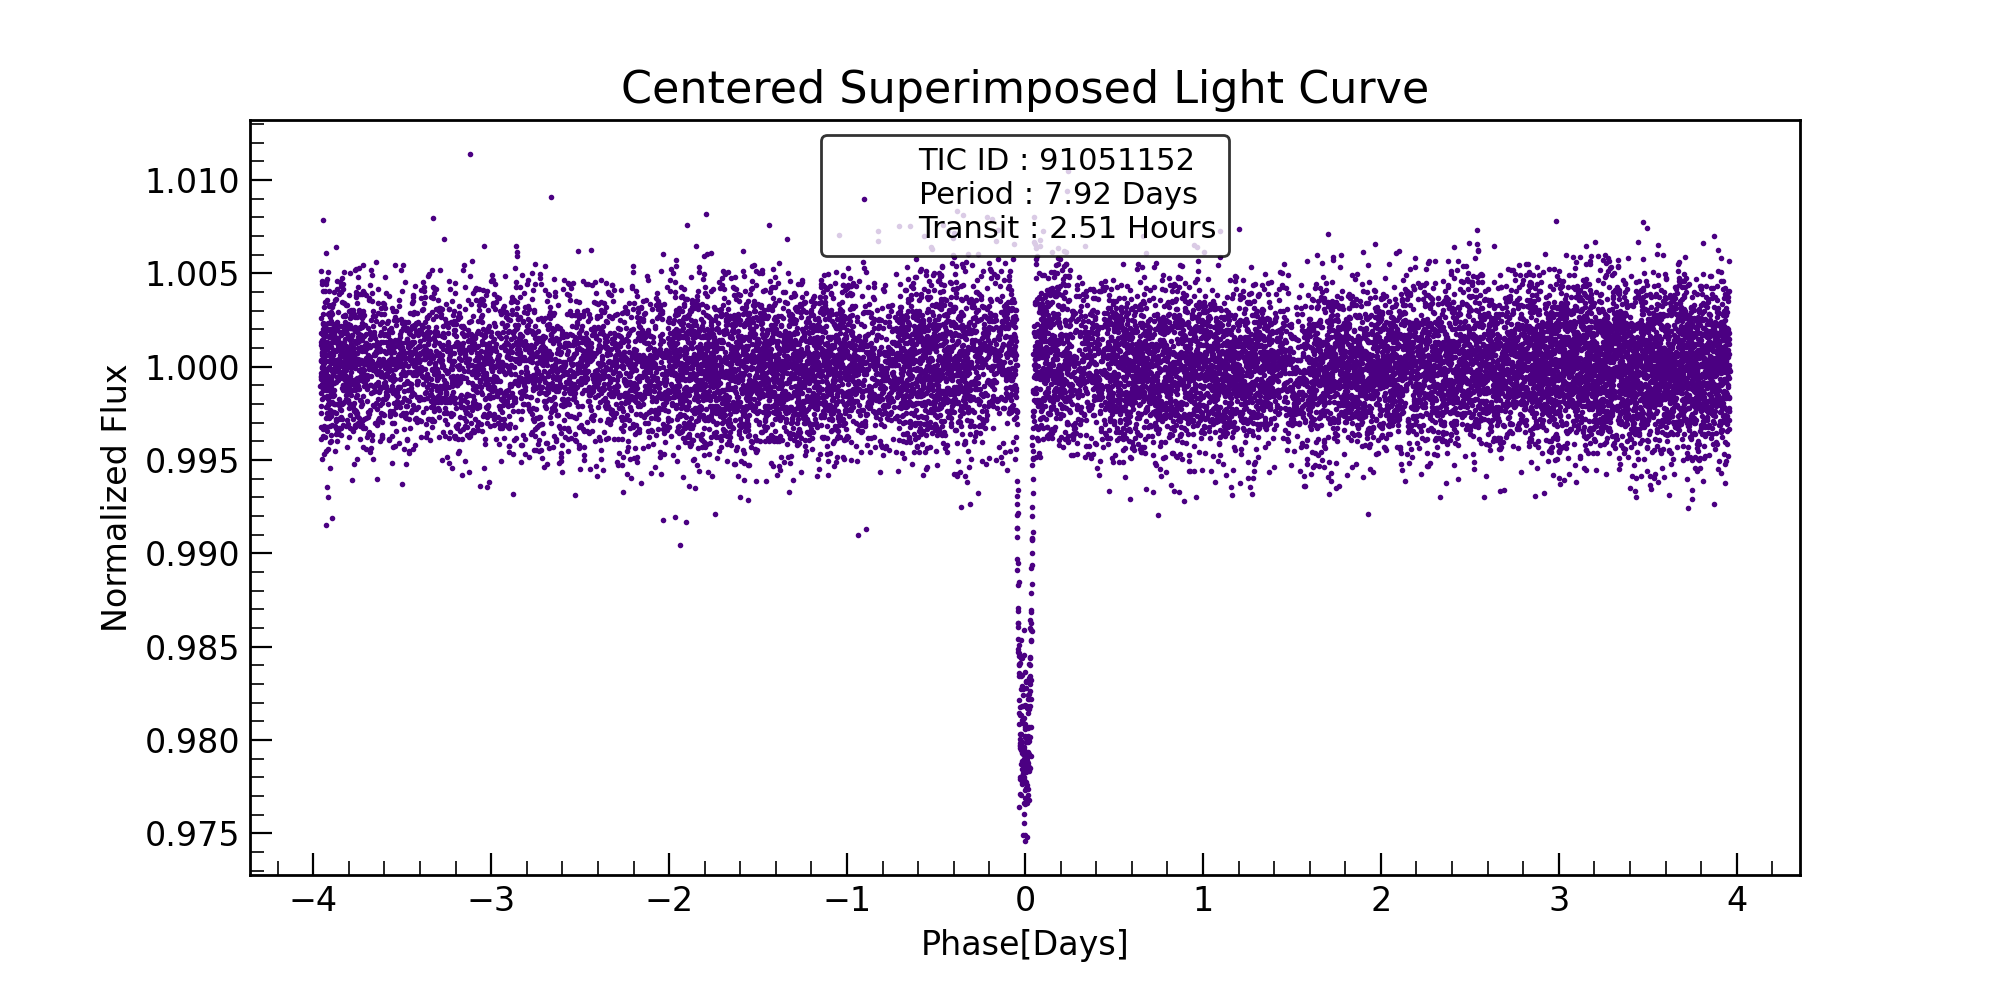 Centered Superimposed Light Curve
TIC ID : 91051152
Period : 7.92 Days
Transit : 2.51 Hours
1.010
1.005
1.000
0.995
0.990
0.985
0.980
0.975
Normalized Flux
−4 −3 −2 −1 0 1 2 3 4
Phase[Days]